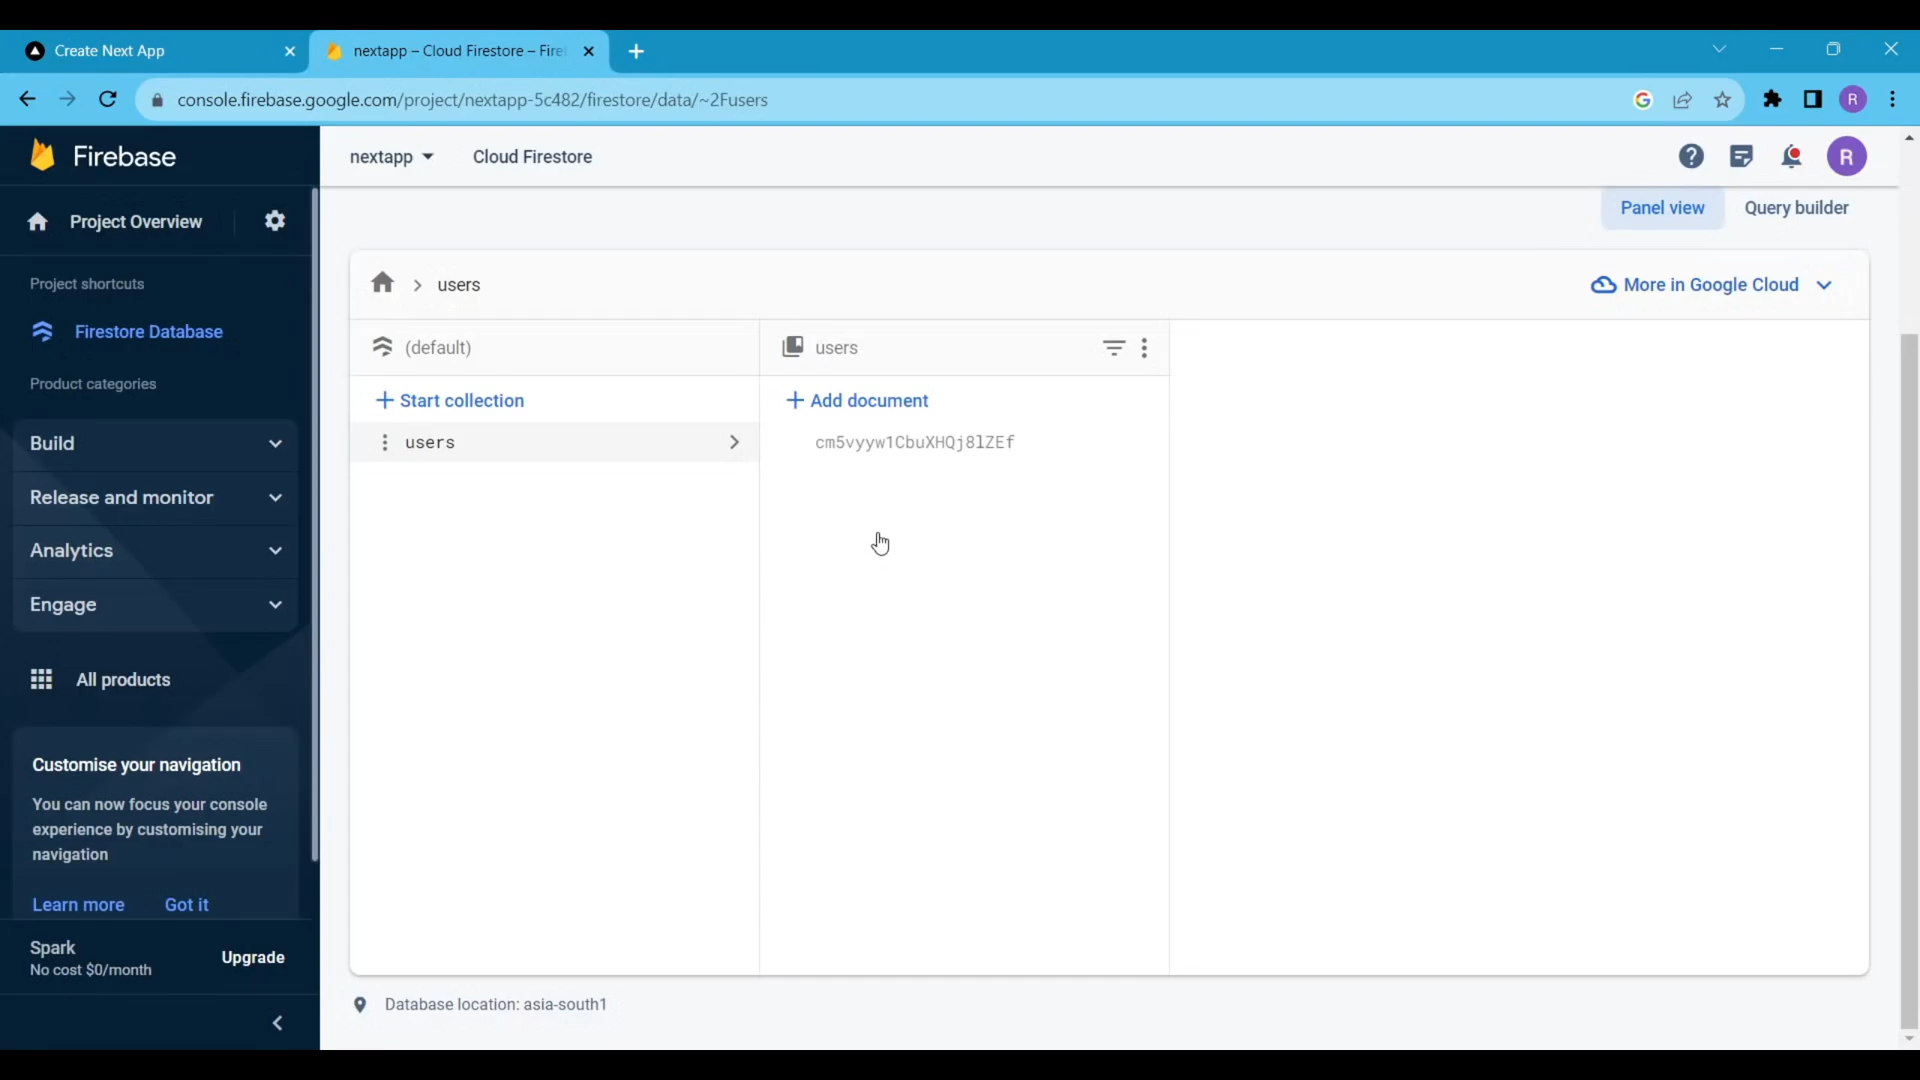 Create Next App
nextapp – Cloud Firestore – Fire
console.firebase.google.com/project/nextapp-5c482/firestore/data/~2Fusers
R
Firebase
nextapp
Cloud Firestore
R
Project Overview
Panel view
Query builder
Project shortcuts
users
More in Google Cloud
Firestore Database
(default)
users
Product categories
Start collection
Add document
Build
users
cm5vyyw1CbuXHQj8lZEf
Release and monitor
Analytics
Engage
All products
Customise your navigation
You can now focus your console
experience by customising your
navigation
Learn more
Got it
Spark
No cost $0/month
Upgrade
Database location: asia-south1